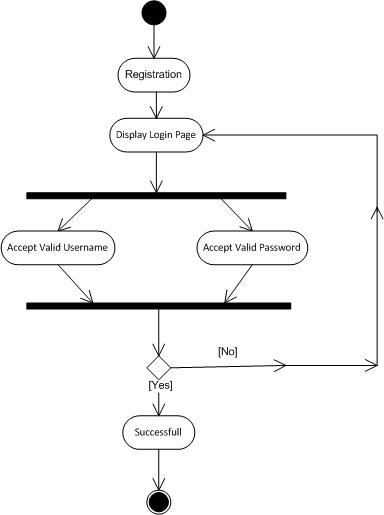 Registration
Display Login Page
Accept Valid Username
Accept Valid Password
[No]
[Yes]
Successfull